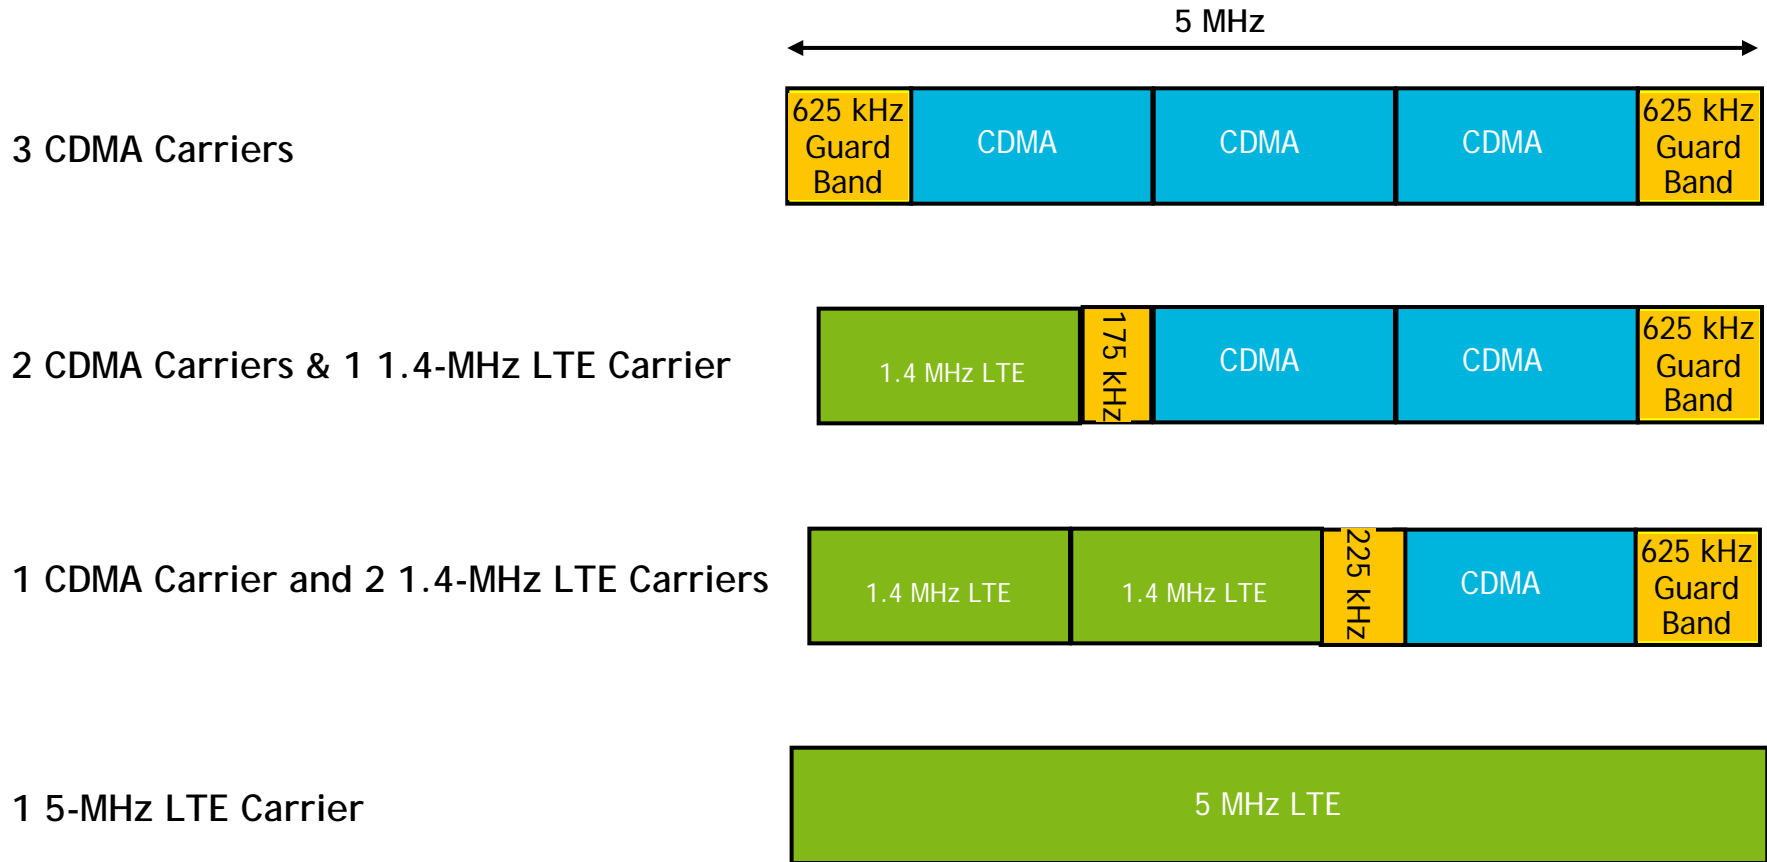 5 MHz
3 CDMA Carriers
625 kHz
Guard
Band
CDMA
CDMA
CDMA
625 kHz
Guard
Band
2 CDMA Carriers & 1 1.4-MHz LTE Carrier
1.4 MHz LTE
175 kHz
CDMA
CDMA
625 kHz
Guard
Band
1 CDMA Carrier and 2 1.4-MHz LTE Carriers
1.4 MHz LTE
1.4 MHz LTE
225 kHz
CDMA
625 kHz
Guard
Band
1 5-MHz LTE Carrier
5 MHz LTE